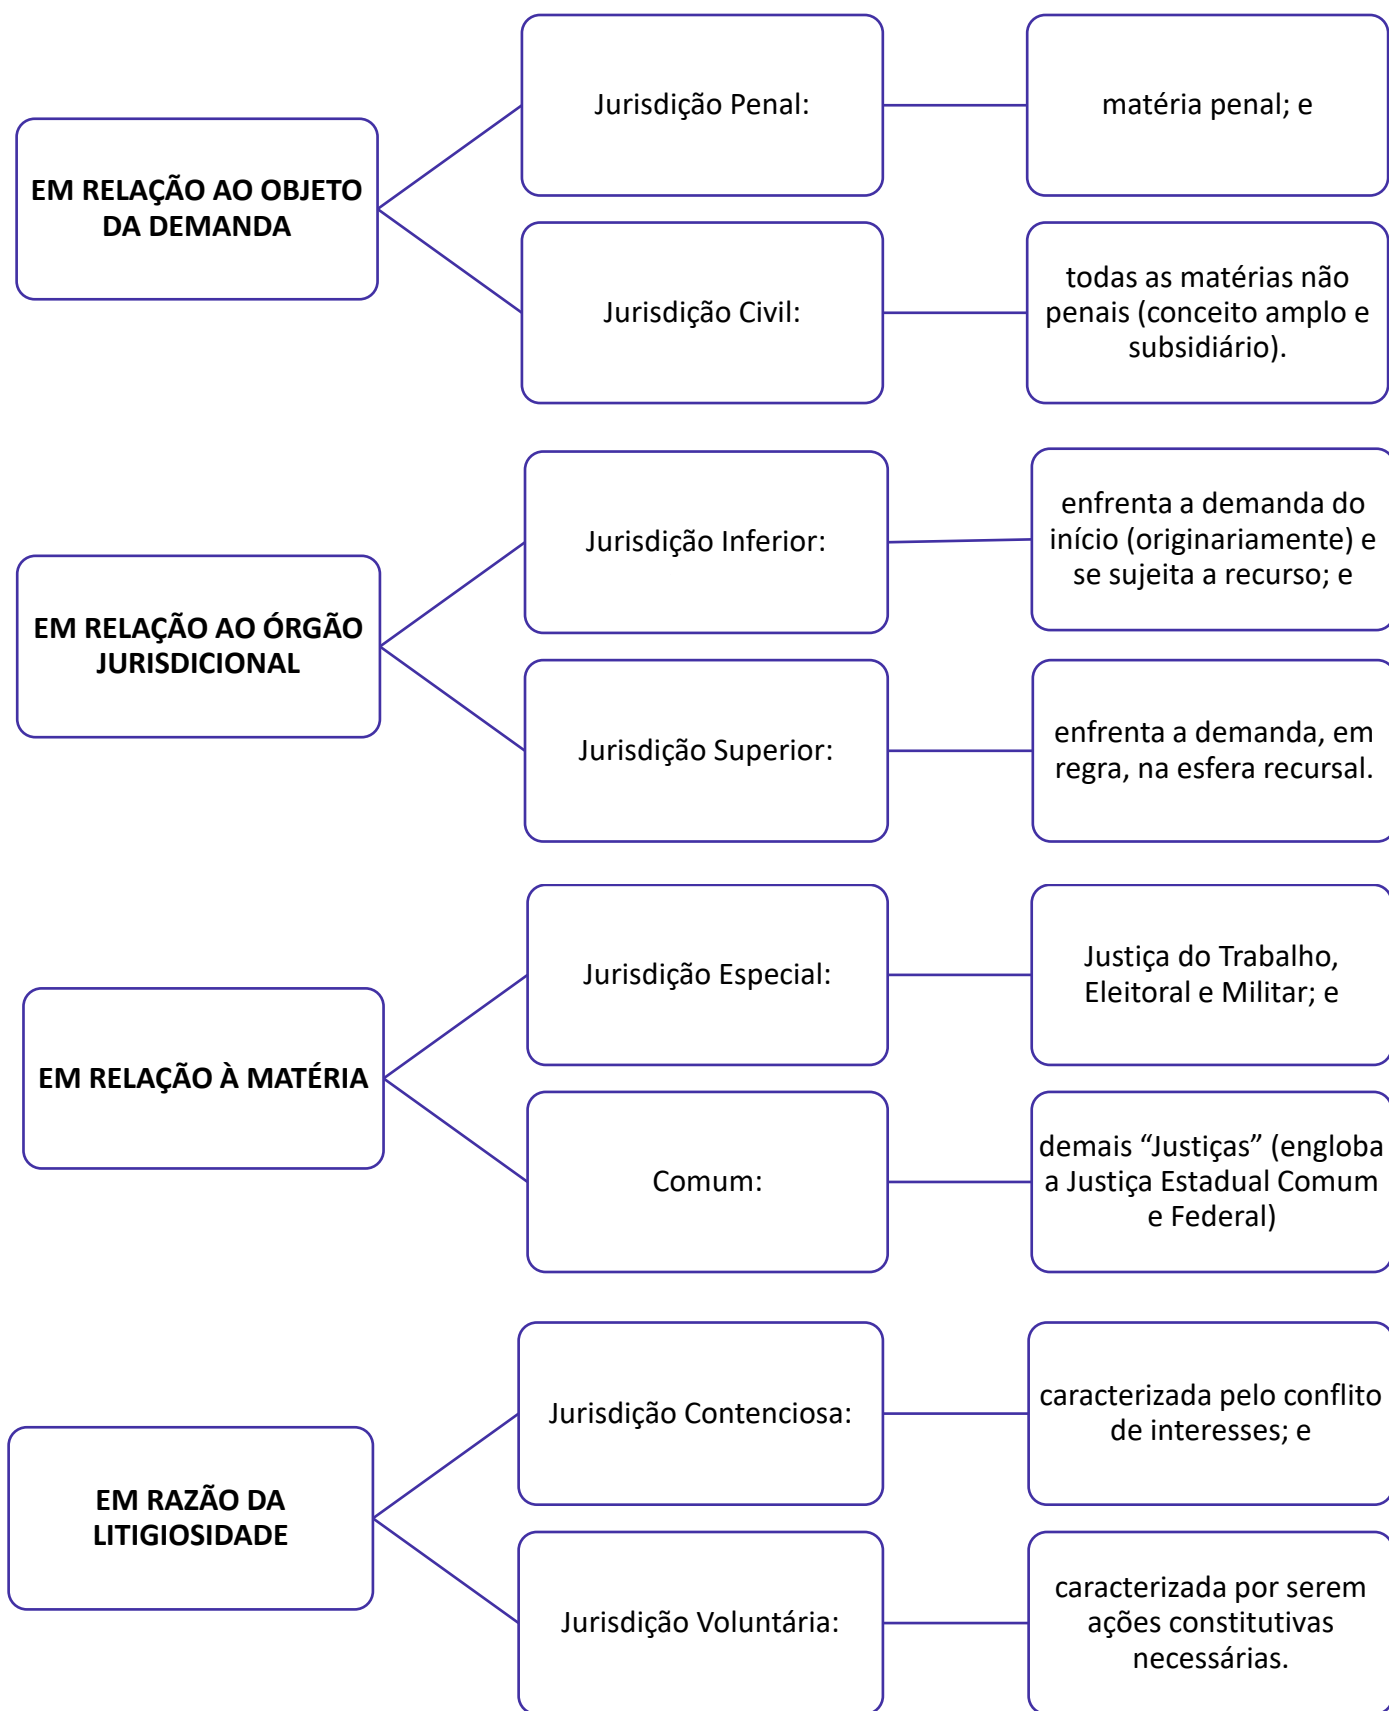 EM RELAÇÃO AO OBJETO
DA DEMANDA
Jurisdição Penal:
matéria penal; e
Jurisdição Civil:
todas as matérias não
penais (conceito amplo e
subsidiário).
EM RELAÇÃO AO ÓRGÃO
JURISDICIONAL
Jurisdição Inferior:
enfrenta a demanda do
início (originariamente) e
se sujeita a recurso; e
Jurisdição Superior:
enfrenta a demanda, em
regra, na esfera recursal.
EM RELAÇÃO À MATÉRIA
Jurisdição Especial:
Justiça do Trabalho,
Eleitoral e Militar; e
Comum:
demais “Justiças” (engloba
a Justiça Estadual Comum
e Federal)
EM RAZÃO DA
LITIGIOSIDADE
Jurisdição Contenciosa:
caracterizada pelo conflito
de interesses; e
Jurisdição Voluntária:
caracterizada por serem
ações constitutivas
necessárias.